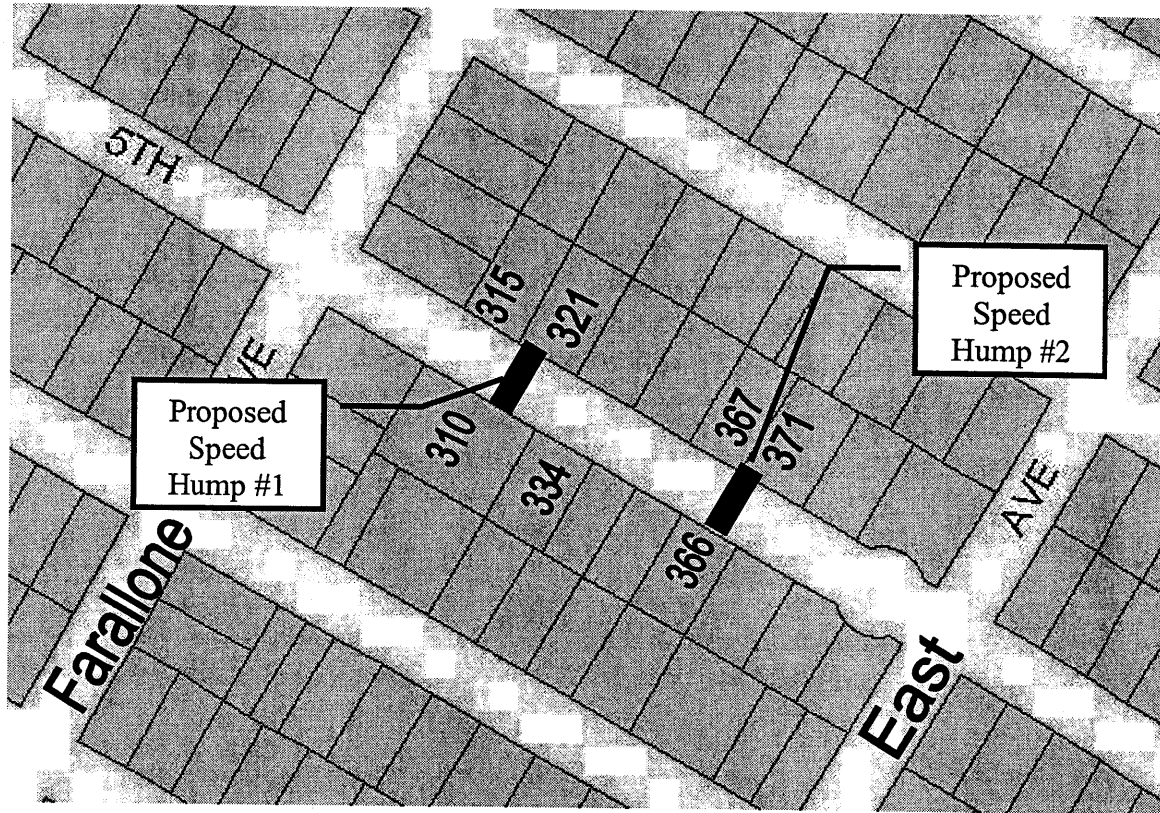 5TH
315
321
Proposed
Speed
Hump #2
AVE
Proposed
Speed
Hump #1
310
334
367
371
366
AVE
Farallone
East